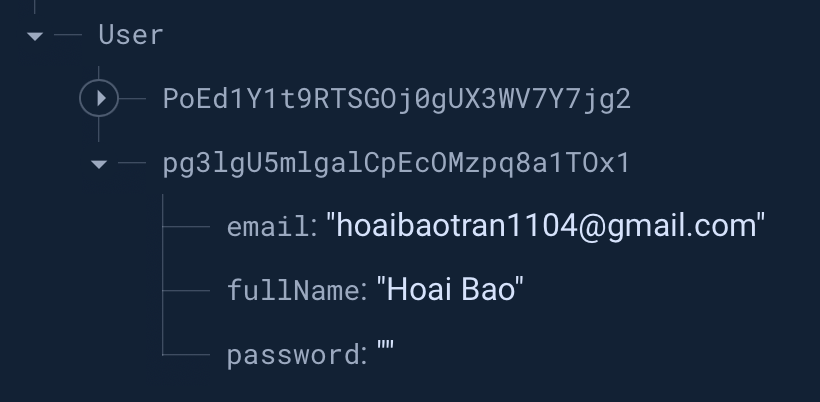 User
PoEd1Y1t9RTSGOj0gUX3WV7Y7jg2
pg3lgU5mlgalCpEcOMzpq8a1TOx1
email: "hoaibaotran1104@gmail.com"
fullName: "Hoai Bao"
password: ""